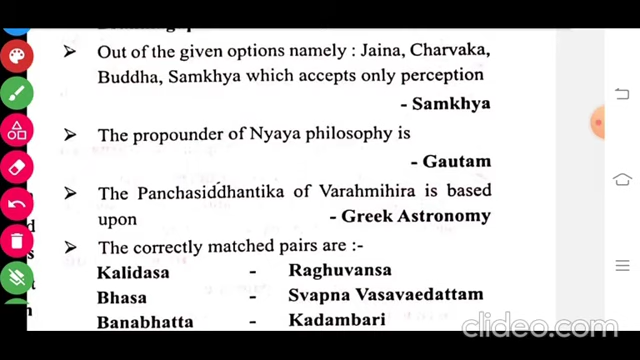 ➤ Out of the given options namely : Jaina, Charvaka,
Buddha, Samkhya which accepts only perception
- Samkhya
➤ The propounder of Nyaya philosophy is
- Gautam
➤ The Panchasiddhantika of Varahmihira is based
upon - Greek Astronomy
➤ The correctly matched pairs are :-
Kalidasa - Raghuvansa
Bhasa - Svapna Vasavaedattam
Banabhatta - Kadambari
clideo.com